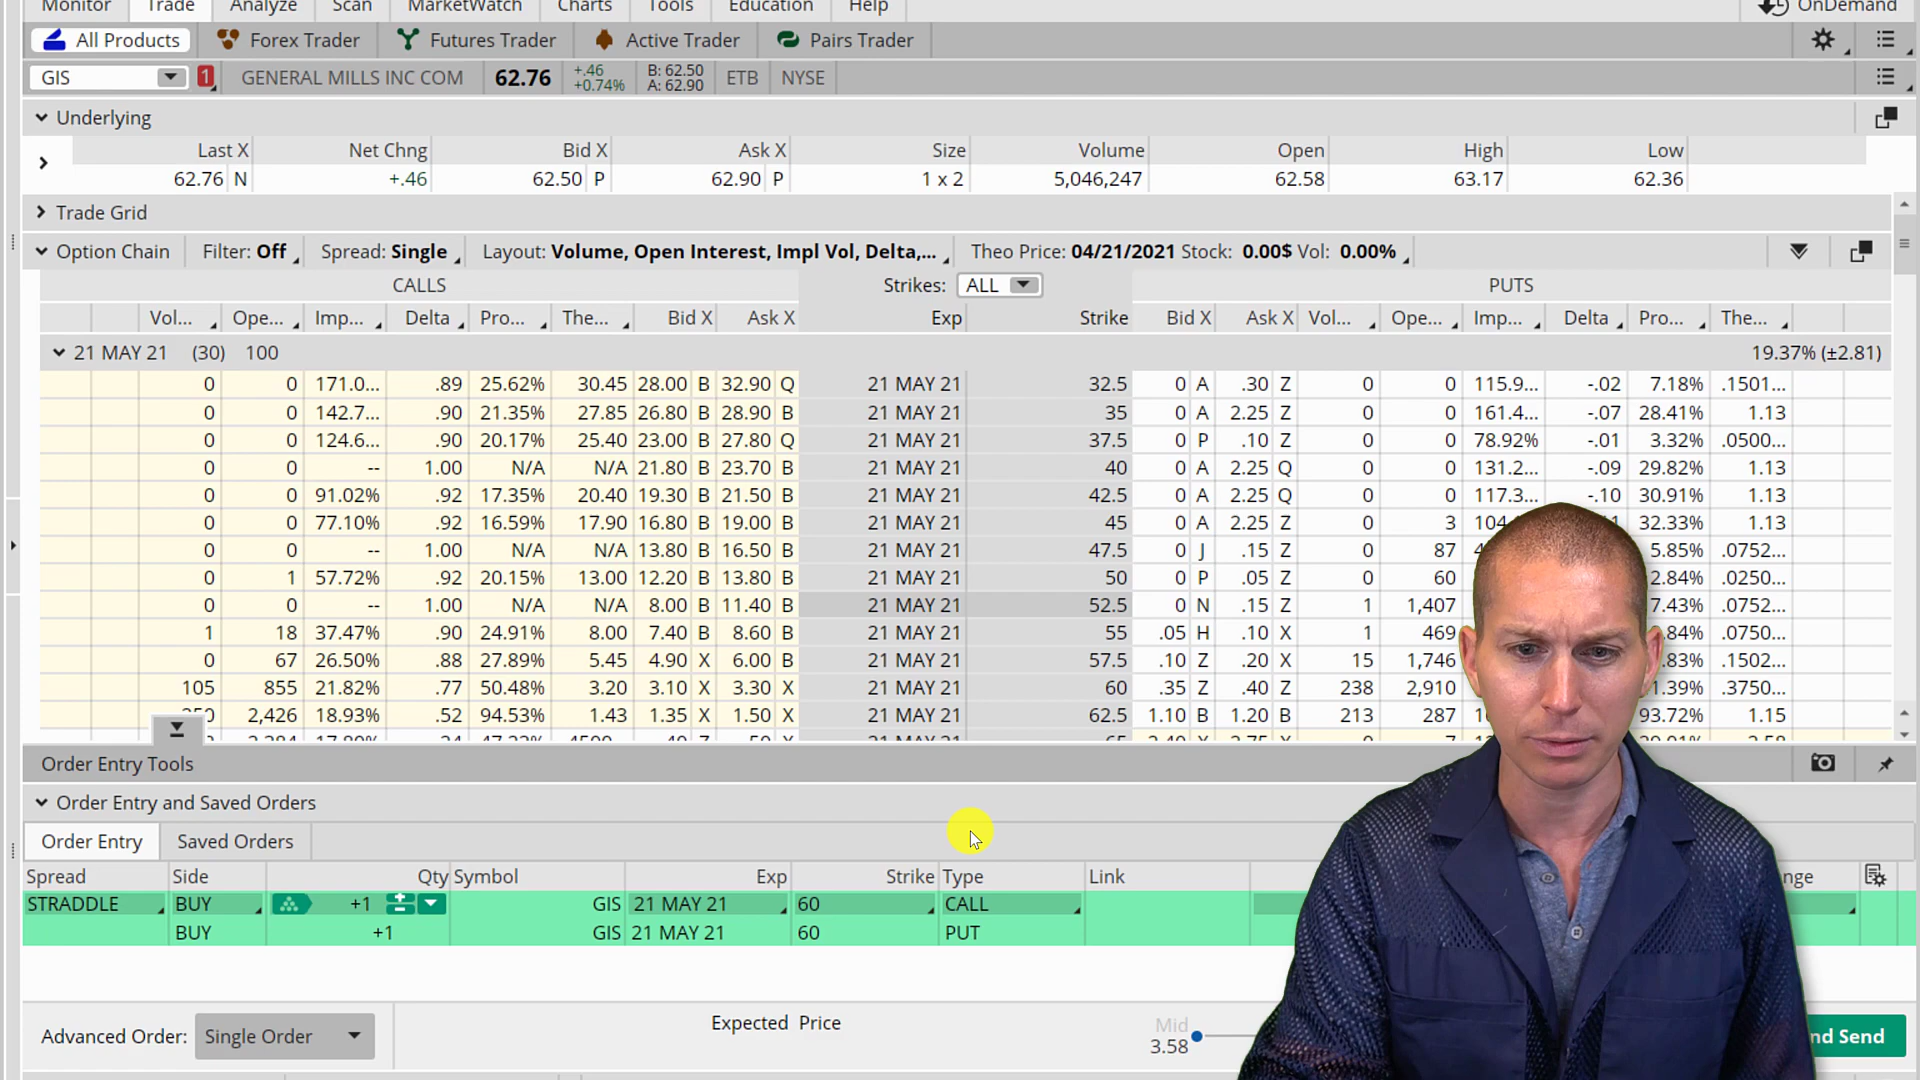 Monitor Trade Analyze Scan MarketWatch Charts Tools Education Help OnDemand
All Products Forex Trader Futures Trader Active Trader Pairs Trader
GIS 1 GENERAL MILLS INC COM 62.76 +.46 +0.74% B: 62.50 A: 62.90 ETB NYSE
Underlying
Last X Net Chng Bid X Ask X Size Volume Open High Low
62.76 N +.46 62.50 P 62.90 P 1 x 2 5,046,247 62.58 63.17 62.36
Trade Grid
Option Chain Filter: Off Spread: Single Layout: Volume, Open Interest, Impl Vol, Delta,... Theo Price: 04/21/2021 Stock: 0.00$ Vol: 0.00%
CALLS Strikes: ALL PUTS
Vol... Ope... Imp... Delta Pro... The... Bid X Ask X Exp Strike Bid X Ask X Vol... Ope... Imp... Delta Pro... The...
21 MAY 21 (30) 100 19.37% (±2.81)
0 0 171.0... .89 25.62% 30.45 28.00 B 32.90 Q 21 MAY 21 32.5 0 A .30 Z 0 0 115.9... -.02 7.18% .1501...
0 0 142.7... .90 21.35% 27.85 26.80 B 28.90 B 21 MAY 21 35 0 A 2.25 Z 0 0 161.4... -.07 28.41% 1.13
0 0 124.6... .90 20.17% 25.40 23.00 B 27.80 Q 21 MAY 21 37.5 0 P .10 Z 0 0 78.92% -.01 3.32% .0500...
0 0 -- 1.00 N/A N/A 21.80 B 23.70 B 21 MAY 21 40 0 A 2.25 Q 0 0 131.2... -.09 29.82% 1.13
0 0 91.02% .92 17.35% 20.40 19.30 B 21.50 B 21 MAY 21 42.5 0 A 2.25 Q 0 0 117.3... -.10 30.91% 1.13
0 0 77.10% .92 16.59% 17.90 16.80 B 19.00 B 21 MAY 21 45 0 A 2.25 Z 0 3 104 32.33% 1.13
0 0 -- 1.00 N/A N/A 13.80 B 16.50 B 21 MAY 21 47.5 0 J .15 Z 0 87 5.85% .0752...
0 1 57.72% .92 20.15% 13.00 12.20 B 13.80 B 21 MAY 21 50 0 P .05 Z 0 60 2.84% .0250...
0 0 -- 1.00 N/A N/A 8.00 B 11.40 B 21 MAY 21 52.5 0 N .15 Z 1 1,407 7.43% .0752...
1 18 37.47% .90 24.91% 8.00 7.40 B 8.60 B 21 MAY 21 55 .05 H .10 X 1 469 .84% .0750...
0 67 26.50% .88 27.89% 5.45 4.90 X 6.00 B 21 MAY 21 57.5 .10 Z .20 X 15 1,746 .83% .1502...
105 855 21.82% .77 50.48% 3.20 3.10 X 3.30 X 21 MAY 21 60 .35 Z .40 Z 238 2,910 1.39% .3750...
2,426 18.93% .52 94.53% 1.43 1.35 X 1.50 X 21 MAY 21 62.5 1.10 B 1.20 B 213 287 93.72% 1.15
Order Entry Tools
Order Entry and Saved Orders
Order Entry Saved Orders
Spread Side Qty Symbol Exp Strike Type Link nge
STRADDLE BUY +1 GIS 21 MAY 21 60 CALL
BUY +1 GIS 21 MAY 21 60 PUT
Advanced Order: Single Order Expected Price Mid 3.58 nd Send